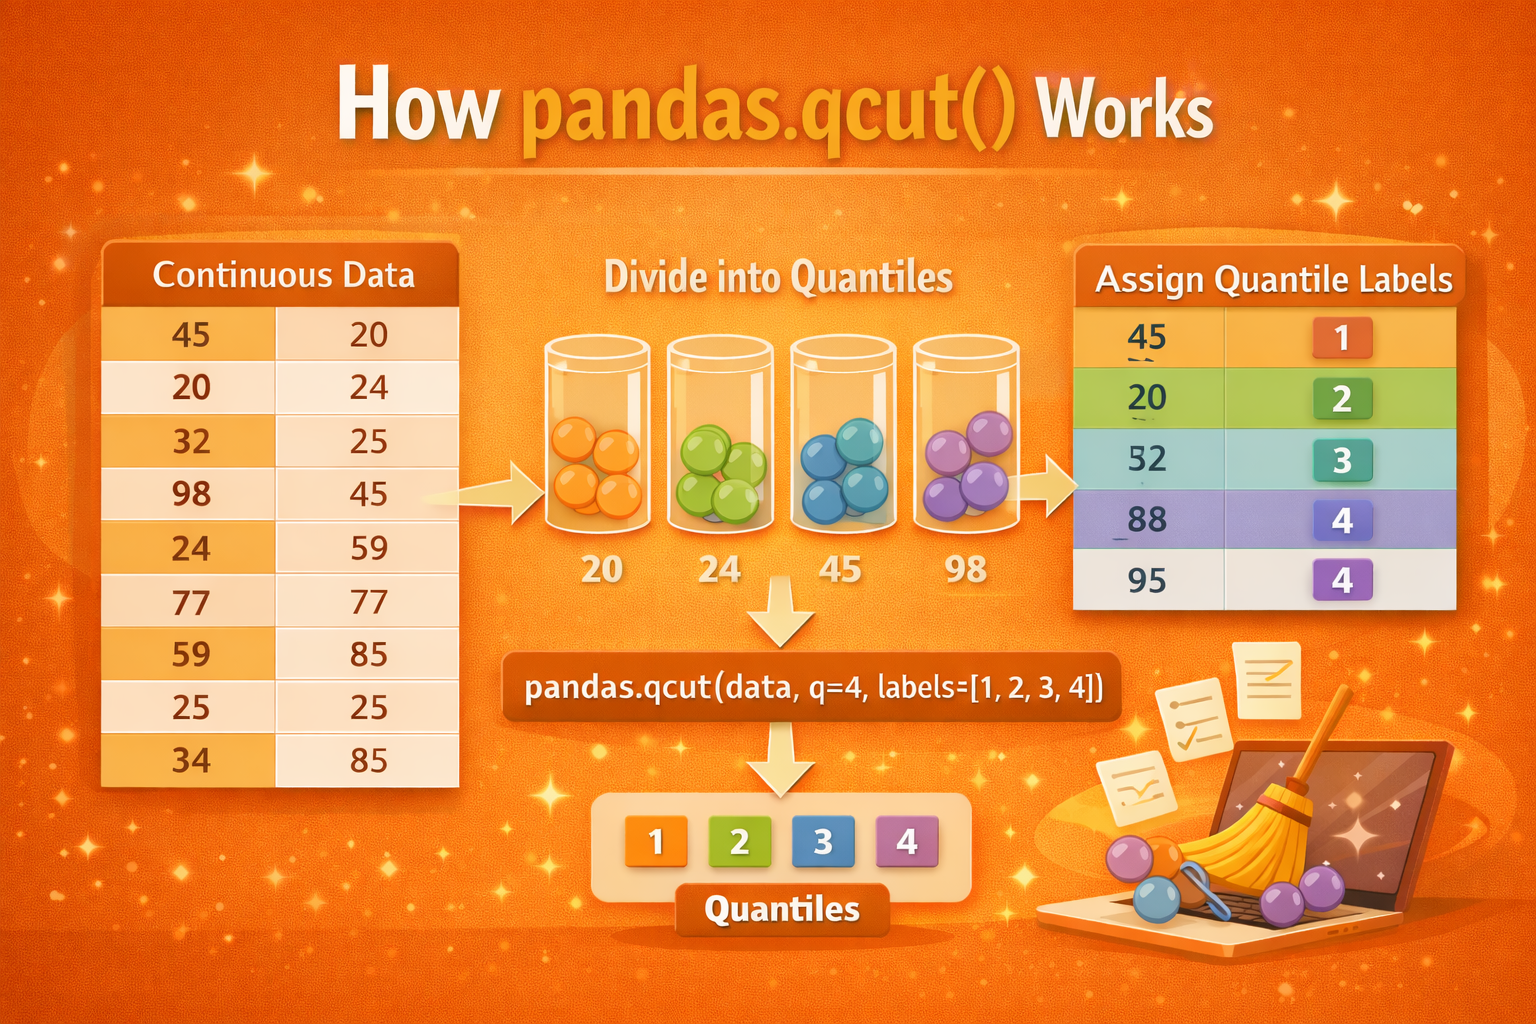 How pandas.qcut() Works
Continuous Data
45 20
20 24
32 25
98 45
24 59
77 77
59 85
25 25
34 85
Divide into Quantiles
20 24 45 98
pandas.qcut(data, q=4, labels=[1, 2, 3, 4])
1 2 3 4
Quantiles
Assign Quantile Labels
45 1
20 2
52 3
88 4
95 4